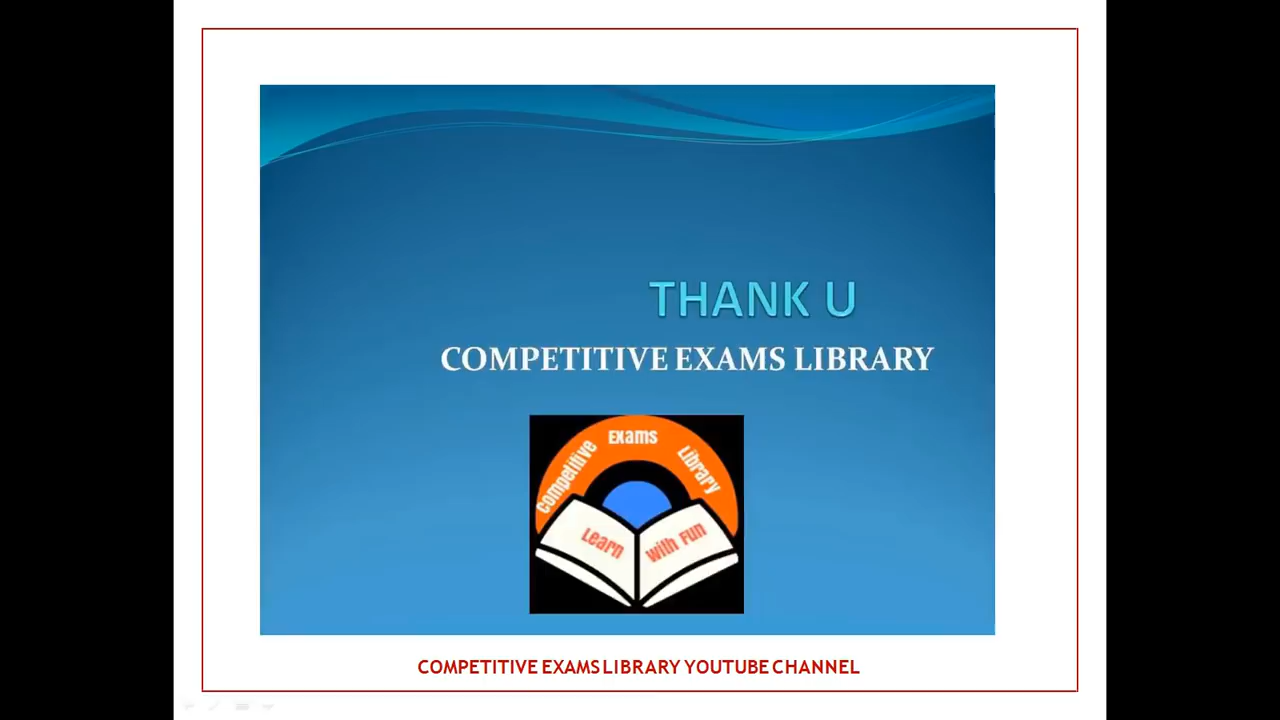 THANK U
COMPETITIVE EXAMS LIBRARY
Competitive Exams Library
Learn with Fun
COMPETITIVE EXAMS LIBRARY YOUTUBE CHANNEL